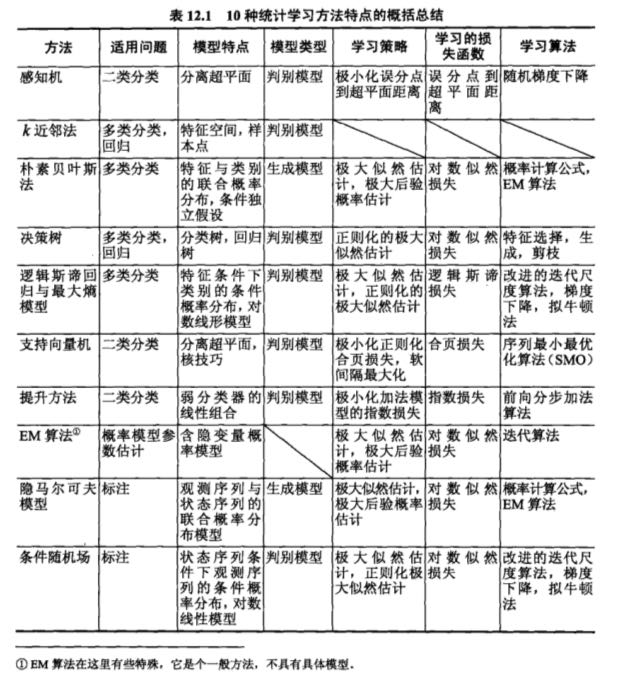 表 12.1 10 种统计学习方法特点的概括总结
方法 适用问题 模型特点 模型类型 学习策略 学习的损失函数 学习算法
感知机 二类分类 分离超平面 判别模型 极小化误分点到超平面距离 误分点到超平面距离 随机梯度下降
k 近邻法 多类分类，回归 特征空间，样本点 判别模型
朴素贝叶斯法 多类分类 特征与类别的联合概率分布，条件独立假设 生成模型 极大似然估计，极大后验概率估计 对数似然损失 概率计算公式，EM 算法
决策树 多类分类，回归 分类树，回归树 判别模型 正则化的极大似然估计 对数似然损失 特征选择，生成，剪枝
逻辑斯谛回归与最大熵模型 多类分类 特征条件下类别的条件概率分布，对数线形模型 判别模型 极大似然估计，正则化的极大似然估计 逻辑斯谛损失 改进的迭代尺度算法，梯度下降，拟牛顿法
支持向量机 二类分类 分离超平面，核技巧 判别模型 极小化正则化合页损失，软间隔最大化 合页损失 序列最小最优化算法（SMO）
提升方法 二类分类 弱分类器的线性组合 判别模型 极小化加法模型的指数损失 指数损失 前向分步加法算法
EM 算法① 概率模型参数估计 含隐变量概率模型 极大似然估计，极大后验概率估计 对数似然损失 迭代算法
隐马尔可夫模型 标注 观测序列与状态序列的联合概率分布模型 生成模型 极大似然估计，极大后验概率估计 对数似然损失 概率计算公式，EM 算法
条件随机场 标注 状态序列条件下观测序列的条件概率分布，对数线性模型 判别模型 极大似然估计，正则化极大似然估计 对数似然损失 改进的迭代尺度算法，梯度下降，拟牛顿法
① EM 算法在这里有些特殊，它是个一般方法，不具有具体模型．